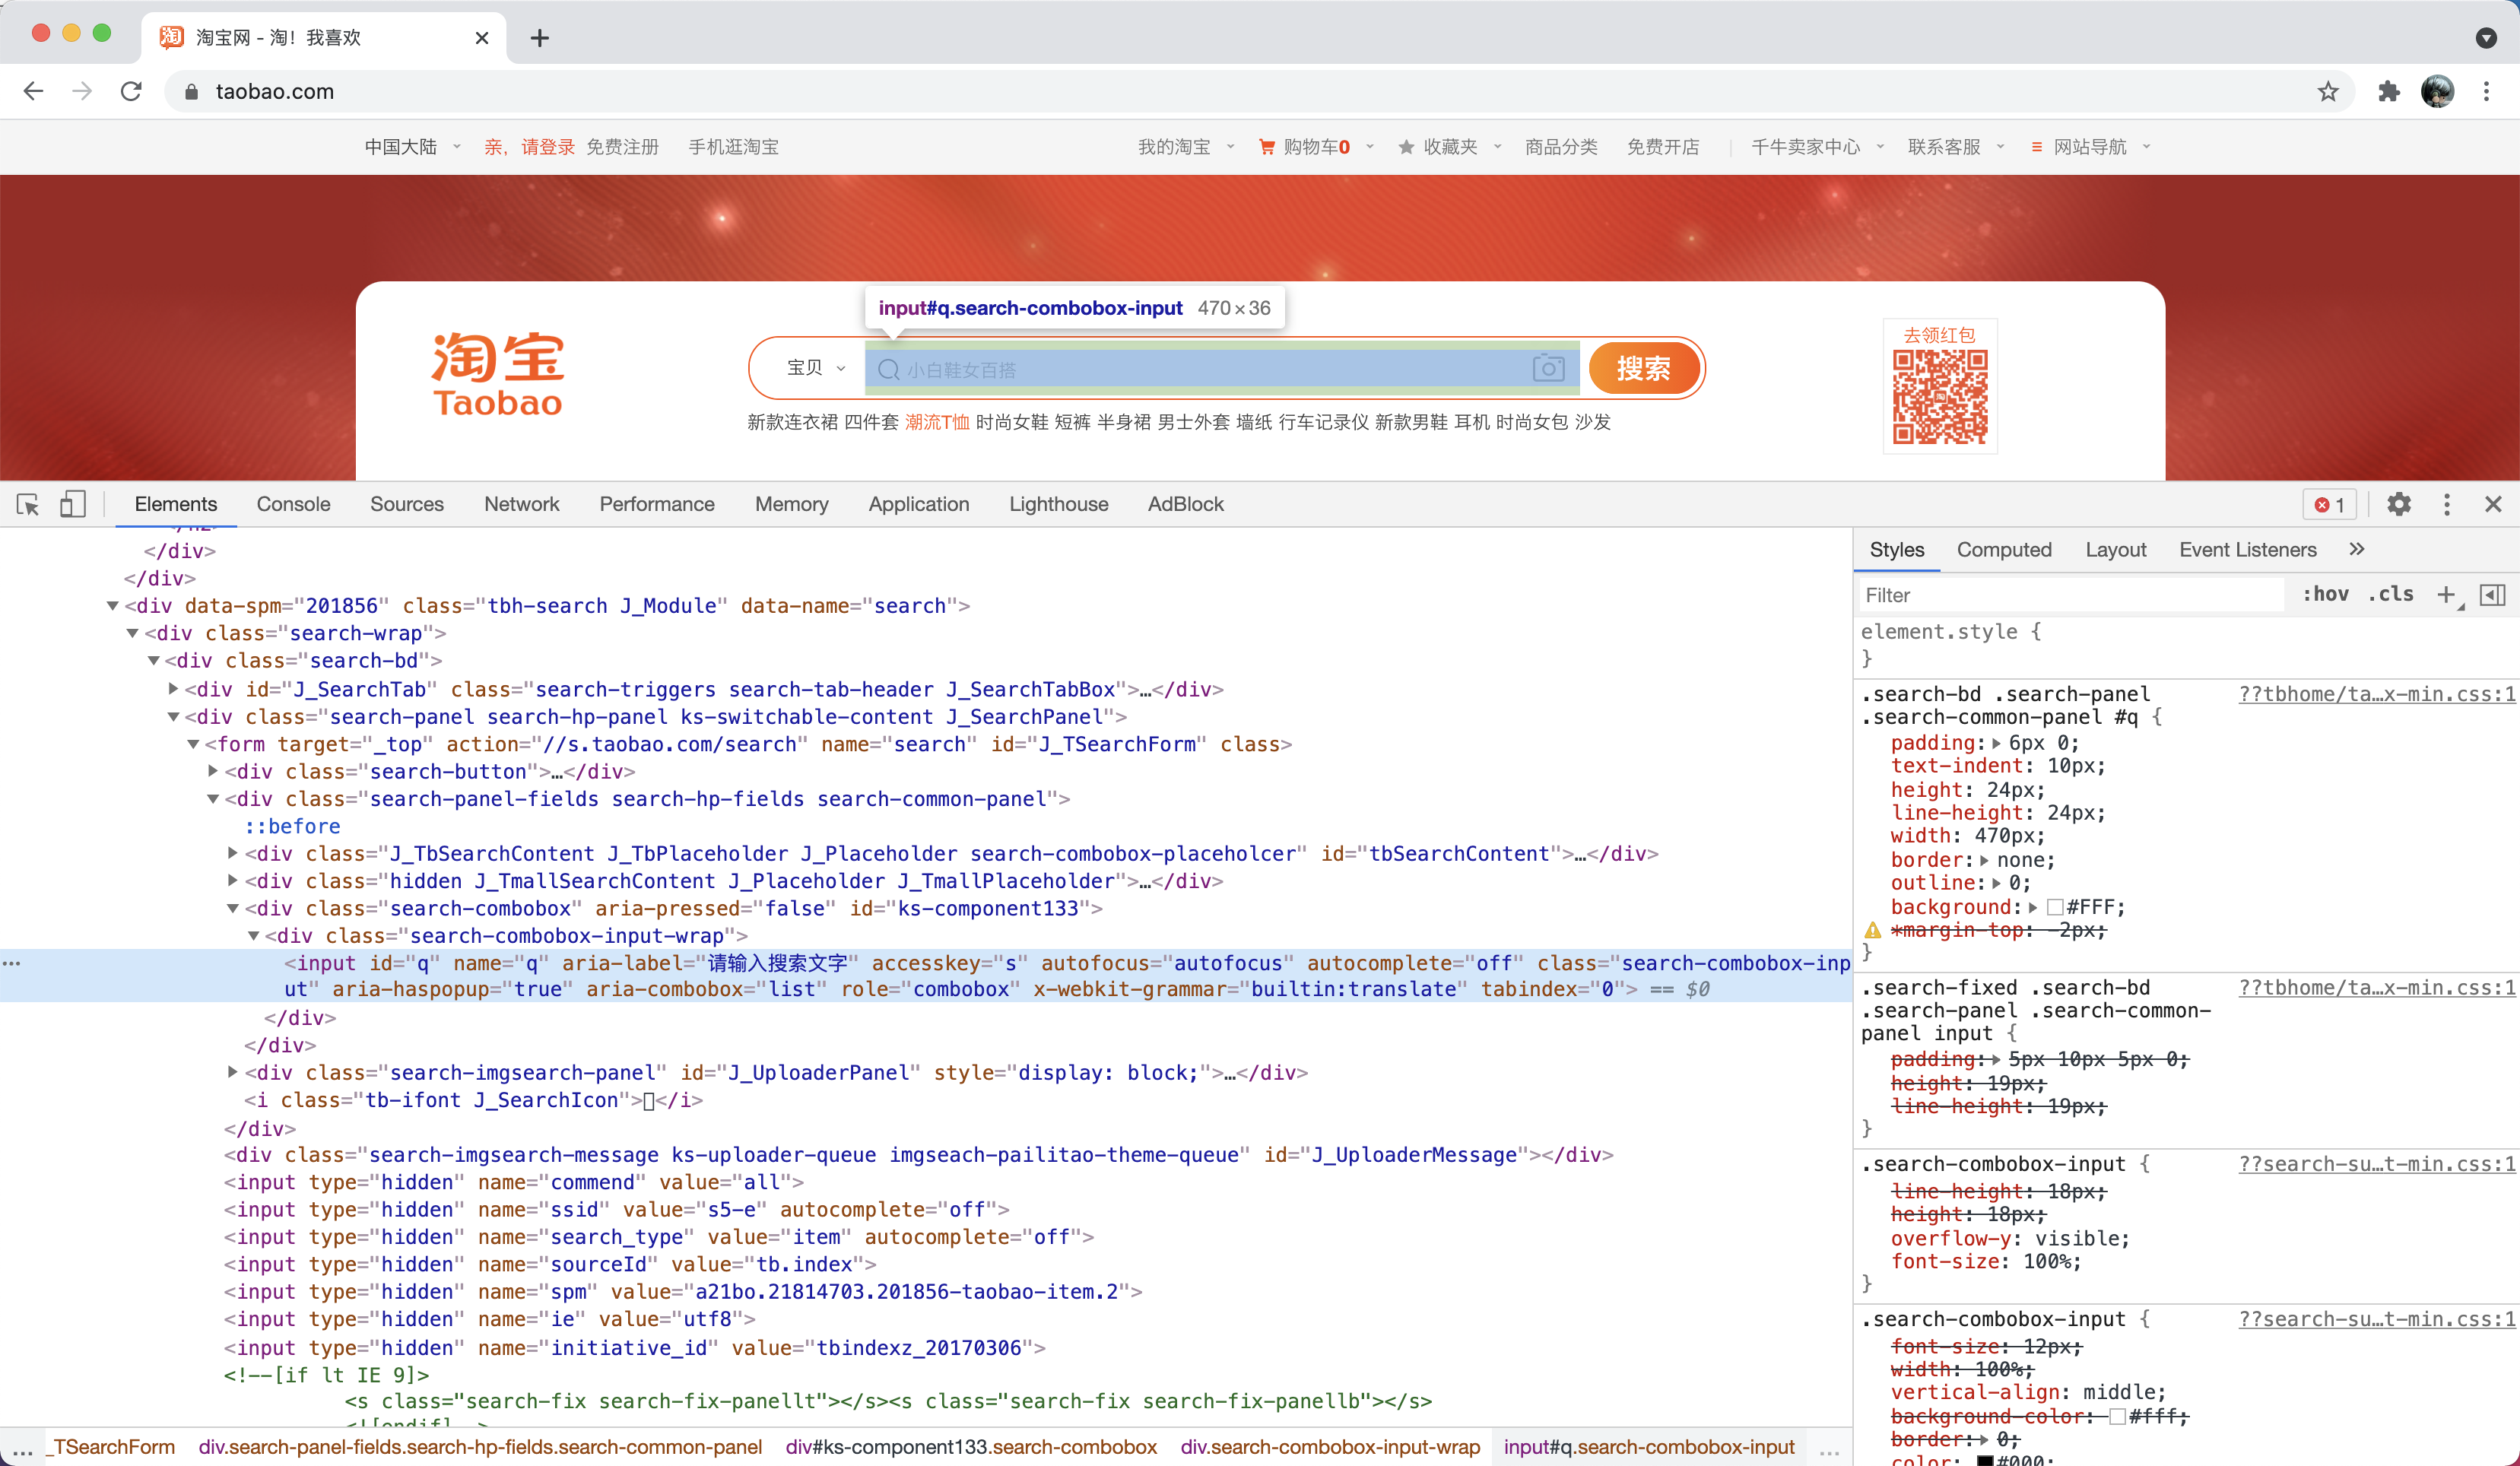 淘宝网 - 淘！我喜欢
taobao.com
中国大陆 亲，请登录 免费注册 手机逛淘宝 我的淘宝 购物车0 收藏夹 商品分类 免费开店 千牛卖家中心 联系客服 网站导航
input#q.search-combobox-input 470×36
淘宝
Taobao
宝贝 小白鞋女百搭 搜索
新款连衣裙 四件套 潮流T恤 时尚女鞋 短裤 半身裙 男士外套 墙纸 行车记录仪 新款男鞋 耳机 时尚女包 沙发
去领红包
Elements Console Sources Network Performance Memory Application Lighthouse AdBlock 1
</div>
</div>
<div data-spm="201856" class="tbh-search J_Module" data-name="search">
<div class="search-wrap">
<div class="search-bd">
<div id="J_SearchTab" class="search-triggers search-tab-header J_SearchTabBox">…</div>
<div class="search-panel search-hp-panel ks-switchable-content J_SearchPanel">
<form target="_top" action="//s.taobao.com/search" name="search" id="J_TSearchForm" class>
<div class="search-button">…</div>
<div class="search-panel-fields search-hp-fields search-common-panel">
::before
<div class="J_TbSearchContent J_TbPlaceholder J_Placeholder search-combobox-placeholcer" id="tbSearchContent">…</div>
<div class="hidden J_TmallSearchContent J_Placeholder J_TmallPlaceholder">…</div>
<div class="search-combobox" aria-pressed="false" id="ks-component133">
<div class="search-combobox-input-wrap">
<input id="q" name="q" aria-label="请输入搜索文字" accesskey="s" autofocus="autofocus" autocomplete="off" class="search-combobox-inp
ut" aria-haspopup="true" aria-combobox="list" role="combobox" x-webkit-grammar="builtin:translate" tabindex="0"> == $0
</div>
</div>
<div class="search-imgsearch-panel" id="J_UploaderPanel" style="display: block;">…</div>
<i class="tb-ifont J_SearchIcon"></i>
</div>
<div class="search-imgsearch-message ks-uploader-queue imgseach-pailitao-theme-queue" id="J_UploaderMessage"></div>
<input type="hidden" name="commend" value="all">
<input type="hidden" name="ssid" value="s5-e" autocomplete="off">
<input type="hidden" name="search_type" value="item" autocomplete="off">
<input type="hidden" name="sourceId" value="tb.index">
<input type="hidden" name="spm" value="a21bo.21814703.201856-taobao-item.2">
<input type="hidden" name="ie" value="utf8">
<input type="hidden" name="initiative_id" value="tbindexz_20170306">
<!--[if lt IE 9]>
<s class="search-fix search-fix-panellt"></s><s class="search-fix search-fix-panellb"></s>
… _TSearchForm div.search-panel-fields.search-hp-fields.search-common-panel div#ks-component133.search-combobox div.search-combobox-input-wrap input#q.search-combobox-input …
Styles Computed Layout Event Listeners »
Filter :hov .cls +
element.style {
}
.search-bd .search-panel ??tbhome/ta…x-min.css:1
.search-common-panel #q {
padding: 6px 0;
text-indent: 10px;
height: 24px;
line-height: 24px;
width: 470px;
border: none;
outline: 0;
background: #FFF;
*margin-top: -2px;
}
.search-fixed .search-bd ??tbhome/ta…x-min.css:1
.search-panel .search-common-
panel input {
padding: 5px 10px 5px 0;
height: 19px;
line-height: 19px;
}
.search-combobox-input { ??search-su…t-min.css:1
line-height: 18px;
height: 18px;
overflow-y: visible;
font-size: 100%;
}
.search-combobox-input { ??search-su…t-min.css:1
font-size: 12px;
width: 100%;
vertical-align: middle;
background-color: #fff;
border: 0;
color: #000;